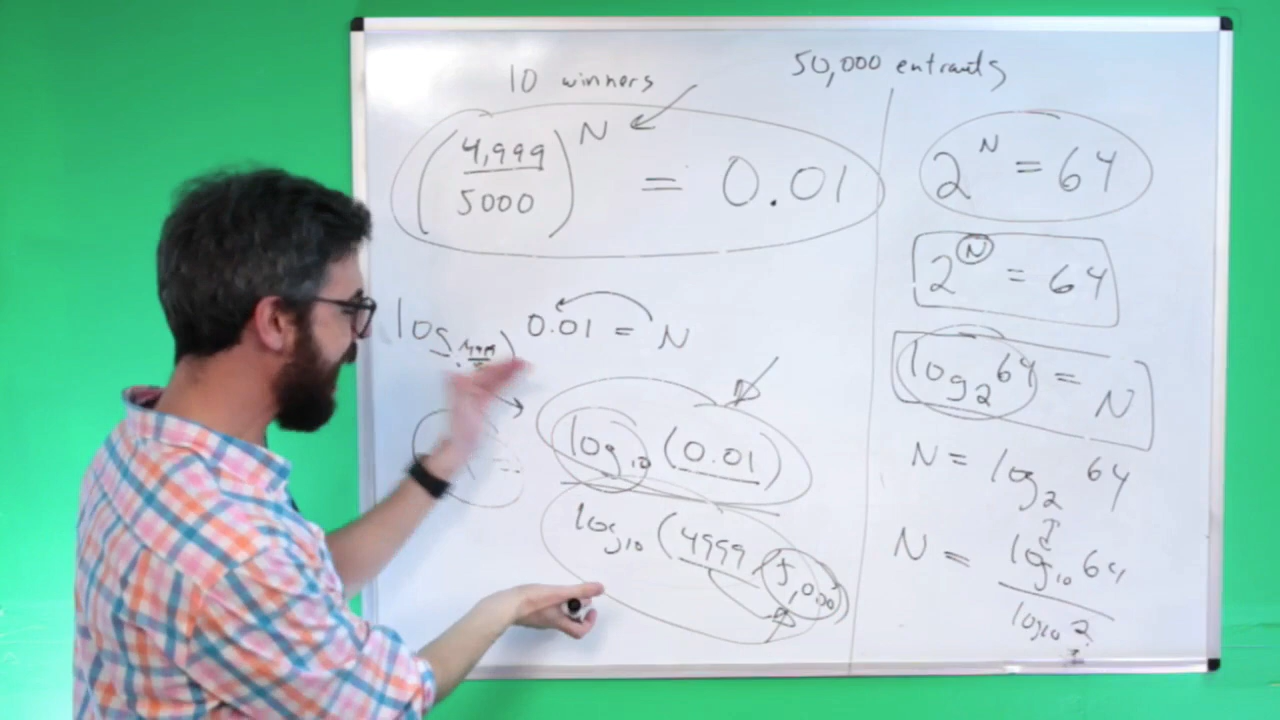 10 winners
50,000 entrants
(4,999
5000)^N = 0.01
log 0.01 = N
log10 (0.01)
log10 (4999
5,000)
2^N = 64
2^N = 64
log2 64 = N
N = log2 64
N = log10 64
log10 2